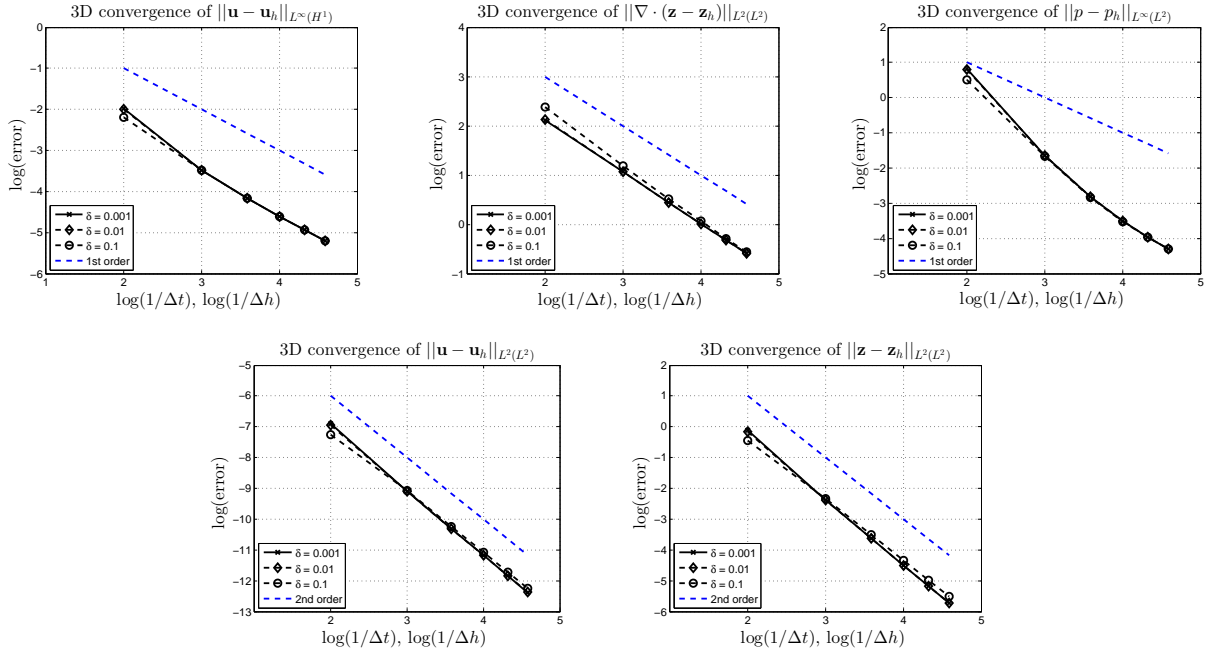 3D convergence of ||u − u_h||_{L^∞(H^1)}
0
−1
−2
−3
−4
−5
−6
log(error)
δ = 0.001
δ = 0.01
δ = 0.1
1st order
1 2 3 4 5
log(1/Δt), log(1/Δh)
3D convergence of ||∇ · (z − z_h)||_{L^2(L^2)}
4
3
2
1
0
−1
log(error)
δ = 0.001
δ = 0.01
δ = 0.1
1st order
1 2 3 4 5
log(1/Δt), log(1/Δh)
3D convergence of ||p − p_h||_{L^∞(L^2)}
2
1
0
−1
−2
−3
−4
−5
log(error)
δ = 0.001
δ = 0.01
δ = 0.1
1st order
1 2 3 4 5
log(1/Δt), log(1/Δh)
3D convergence of ||u − u_h||_{L^2(L^2)}
−5
−6
−7
−8
−9
−10
−11
−12
−13
log(error)
δ = 0.001
δ = 0.01
δ = 0.1
2nd order
1 2 3 4 5
log(1/Δt), log(1/Δh)
3D convergence of ||z − z_h||_{L^2(L^2)}
2
1
0
−1
−2
−3
−4
−5
−6
log(error)
δ = 0.001
δ = 0.01
δ = 0.1
2nd order
1 2 3 4 5
log(1/Δt), log(1/Δh)